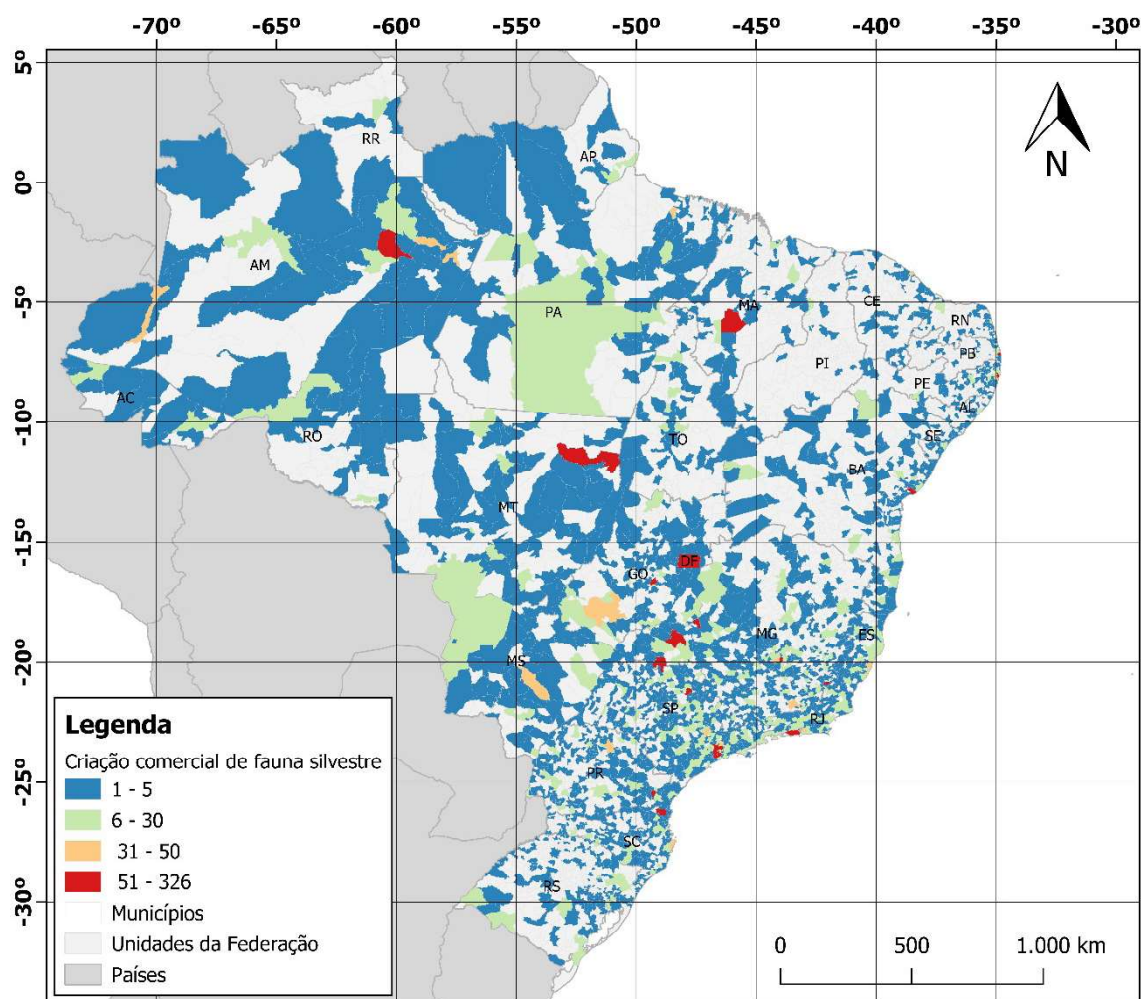 -70º -65º -60º -55º -50º -45º -40º -35º -30º
5º
N
RR
AP
0º
AM
-5º
PA
MA
CE
RN
PB
PI
PE
AC
AL
-10º
RO
TO
SE
BA
MT
-15º
GO
DF
MG
ES
-20º
MS
SP
RJ
-25º
PR
SC
-30º
RS
Legenda
Criação comercial de fauna silvestre
1 - 5
6 - 30
31 - 50
51 - 326
Municípios
Unidades da Federação
Países
0 500 1.000 km